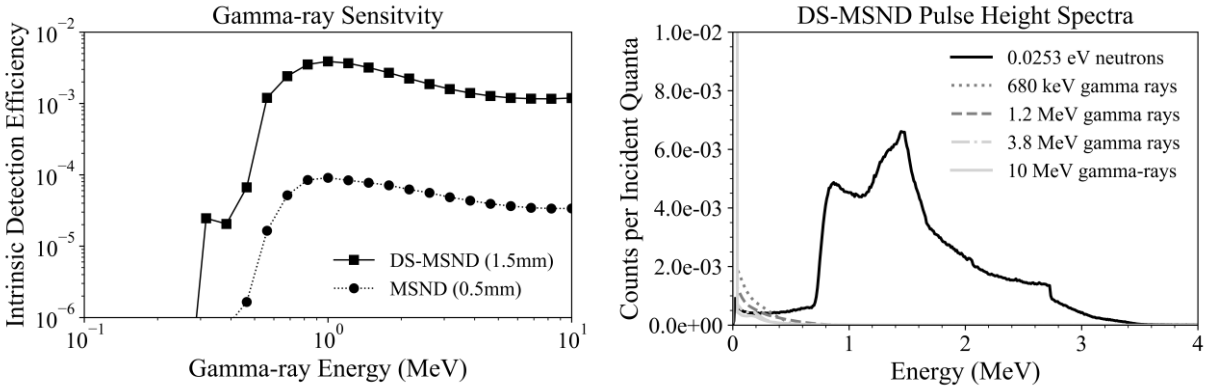 Gamma-ray Sensitvity
Intrinsic Detection Efficiency
10⁻²
10⁻³
10⁻⁴
10⁻⁵
10⁻⁶
DS-MSND (1.5mm)
MSND (0.5mm)
10⁻¹
10⁰
10¹
Gamma-ray Energy (MeV)
DS-MSND Pulse Height Spectra
Counts per Incident Quanta
1.0e-02
8.0e-03
6.0e-03
4.0e-03
2.0e-03
0.0e+00
0.0253 eV neutrons
680 keV gamma rays
1.2 MeV gamma rays
3.8 MeV gamma rays
10 MeV gamma-rays
0
1
2
3
4
Energy (MeV)